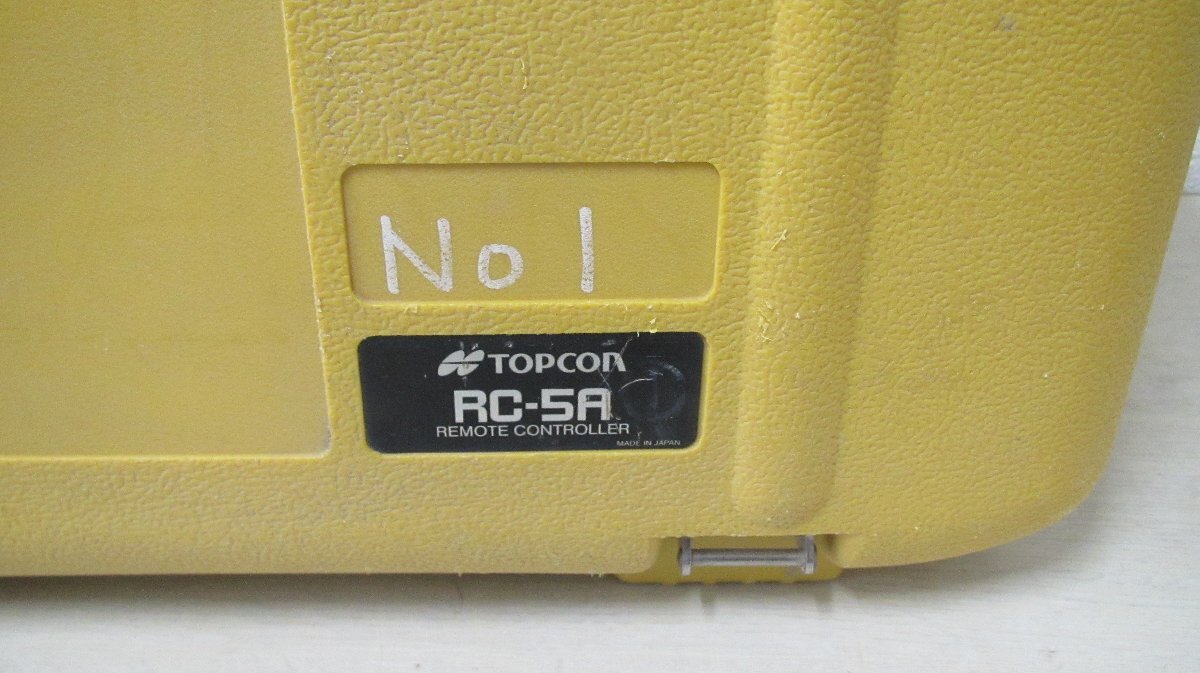 No 1
TOPCON
RC-5A
REMOTE CONTROLLER
MADE IN JAPAN